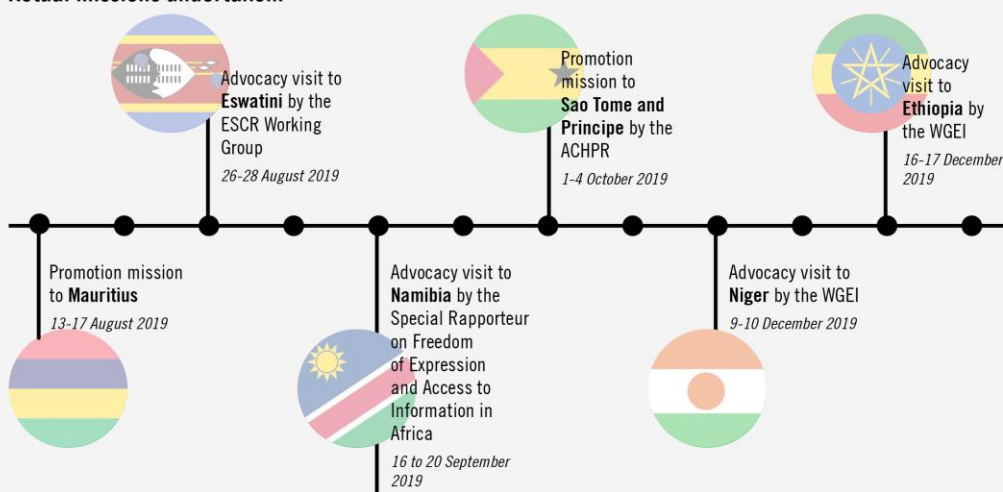 Actual missions undertaken:
Advocacy visit to
Eswatini by the
ESCR Working
Group
26-28 August 2019
Promotion
mission to
Sao Tome and
Principe by the
ACHPR
1-4 October 2019
Advocacy
visit to
Ethiopia by
the WGEI
16-17 December
2019
Promotion mission
to Mauritius
13-17 August 2019
Advocacy visit to
Namibia by the
Special Rapporteur
on Freedom
of Expression
and Access to
Information in
Africa
16 to 20 September
2019
Advocacy visit to
Niger by the WGEI
9-10 December 2019